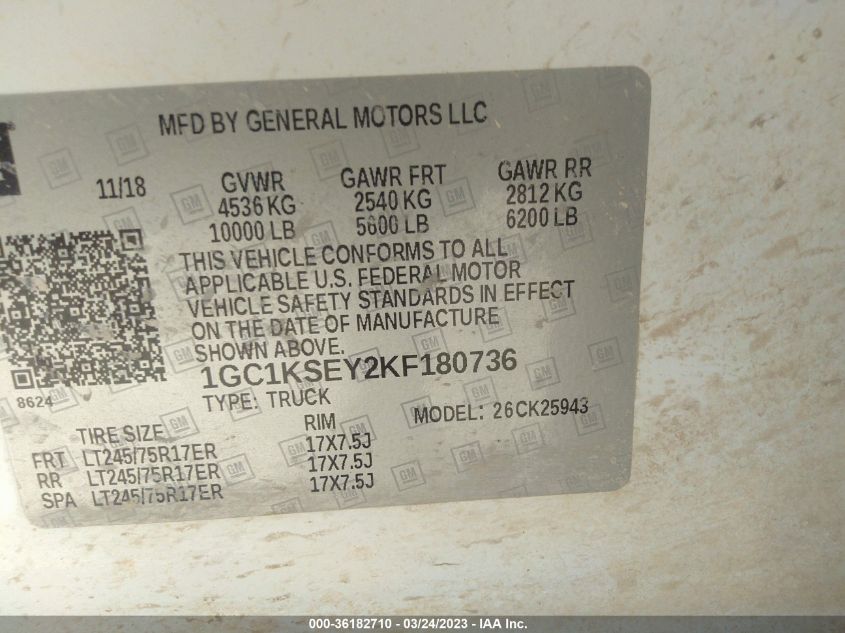 MFD BY GENERAL MOTORS LLC
11/18 GVWR GAWR FRT GAWR RR
4536 KG 2540 KG 2812 KG
10000 LB 5600 LB 6200 LB
THIS VEHICLE CONFORMS TO ALL
APPLICABLE U.S. FEDERAL MOTOR
VEHICLE SAFETY STANDARDS IN EFFECT
ON THE DATE OF MANUFACTURE
SHOWN ABOVE.
1GC1KSEY2KF180736
8624
TYPE: TRUCK MODEL: 26CK25943
TIRE SIZE RIM
FRT LT245/75R17ER 17X7.5J
RR LT245/75R17ER 17X7.5J
SPA LT245/75R17ER 17X7.5J
000-36182710 - 03/24/2023 - IAA Inc.